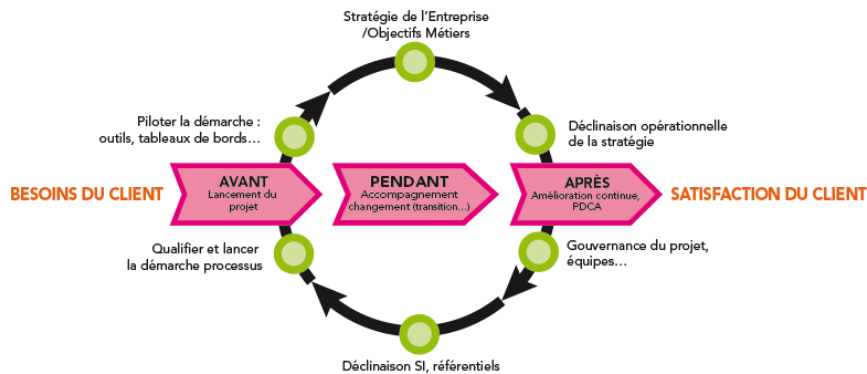 Stratégie de l'Entreprise
/Objectifs Métiers
Piloter la démarche :
outils, tableaux de bords...
Déclinaison opérationnelle
de la stratégie
BESOINS DU CLIENT
AVANT
Lancement du
projet
PENDANT
Accompagnement
changement (transition...)
APRÈS
Amélioration continue,
PDCA
SATISFACTION DU CLIENT
Qualifier et lancer
la démarche processus
Gouvernance du projet,
équipes...
Déclinaison SI, référentiels